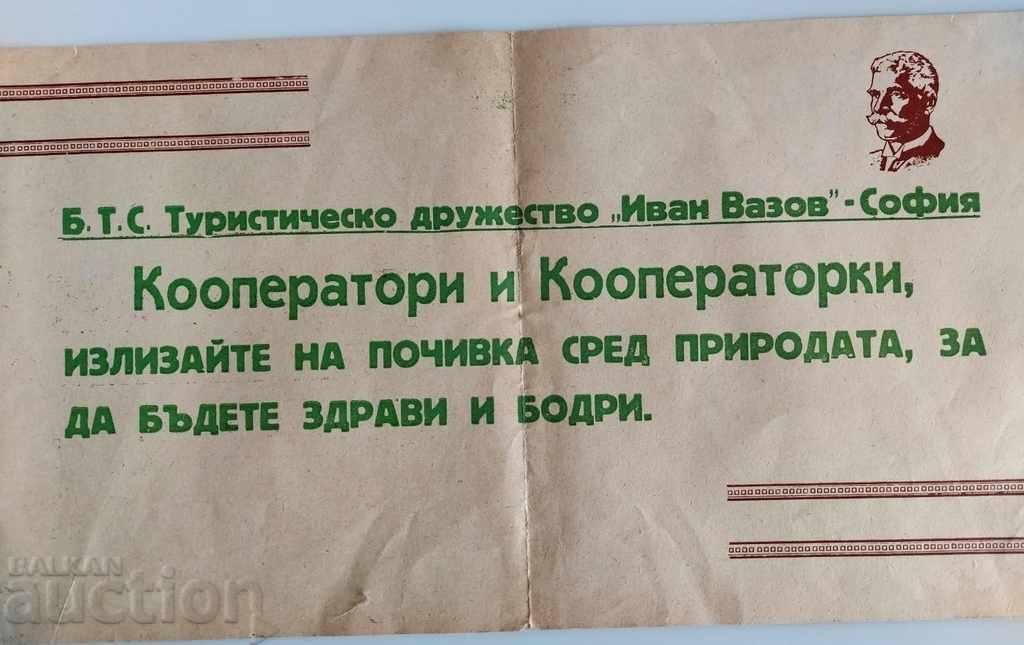 Б. Т. С. Туристическо дружество „Иван Вазов" - София
Кооператори и Кооператорки,
ИЗЛИЗАЙТЕ НА ПОЧИВКА СРЕД ПРИРОДАТА, ЗА
ДА БЪДЕТЕ ЗДРАВИ И БОДРИ.
BALKAN
auction